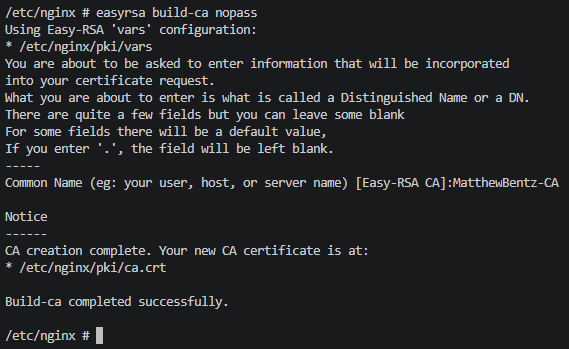 /etc/nginx # easyrsa build-ca nopass
Using Easy-RSA 'vars' configuration:
* /etc/nginx/pki/vars
You are about to be asked to enter information that will be incorporated
into your certificate request.
What you are about to enter is what is called a Distinguished Name or a DN.
There are quite a few fields but you can leave some blank
For some fields there will be a default value,
If you enter '.', the field will be left blank.
-----
Common Name (eg: your user, host, or server name) [Easy-RSA CA]:MatthewBentz-CA
Notice
------
CA creation complete. Your new CA certificate is at:
* /etc/nginx/pki/ca.crt
Build-ca completed successfully.
/etc/nginx #